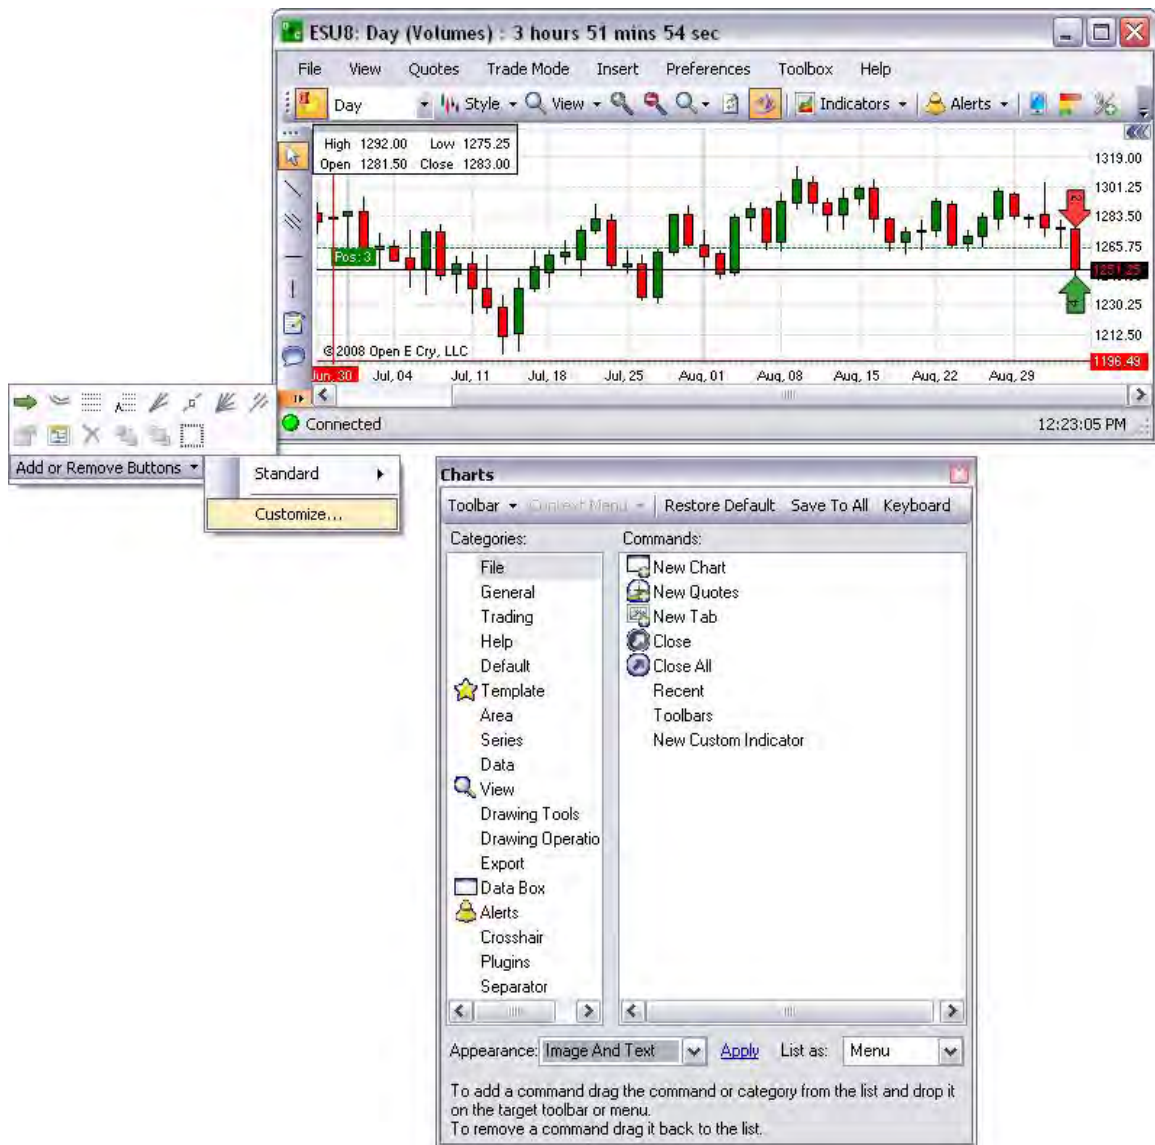 ESU8: Day (Volumes) : 3 hours 51 mins 54 sec
File View Quotes Trade Mode Insert Preferences Toolbox Help
Day Style View Indicators Alerts
High 1292.00 Low 1275.25
Open 1281.50 Close 1283.00
1319.00
1301.25
1283.50
1265.75
Pos: 3
1251.25
1230.25
1212.50
©2008 Open E Cry, LLC
1196.49
Jun, 30 Jul, 04 Jul, 11 Jul, 18 Jul, 25 Aug, 01 Aug, 08 Aug, 15 Aug, 22 Aug, 29
Connected 12:23:05 PM
Add or Remove Buttons
Standard
Customize...
Charts
Toolbar Context Menu Restore Default Save To All Keyboard
Categories: Commands:
File
General
Trading
Help
Default
Template
Area
Series
Data
View
Drawing Tools
Drawing Operatio
Export
Data Box
Alerts
Crosshair
Plugins
Separator
New Chart
New Quotes
New Tab
Close
Close All
Recent
Toolbars
New Custom Indicator
Appearance: Image And Text Apply List as: Menu
To add a command drag the command or category from the list and drop it
on the target toolbar or menu.
To remove a command drag it back to the list.